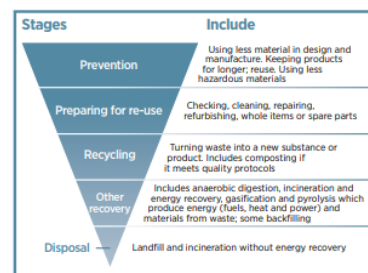 Stages Include
Prevention
Using less material in design and
manufacture. Keeping products
for longer; reuse. Using less
hazardous materials
Preparing for re-use
Checking, cleaning, repairing,
refurbishing, whole items or spare parts
Recycling
Turning waste into a new substance or
product. Includes composting if
it meets quality protocols
Other
recovery
Includes anaerobic digestion, incineration and
energy recovery, gasification and pyrolysis which
produce energy (fuels, heat and power) and
materials from waste; some backfilling
Disposal
Landfill and incineration without energy recovery